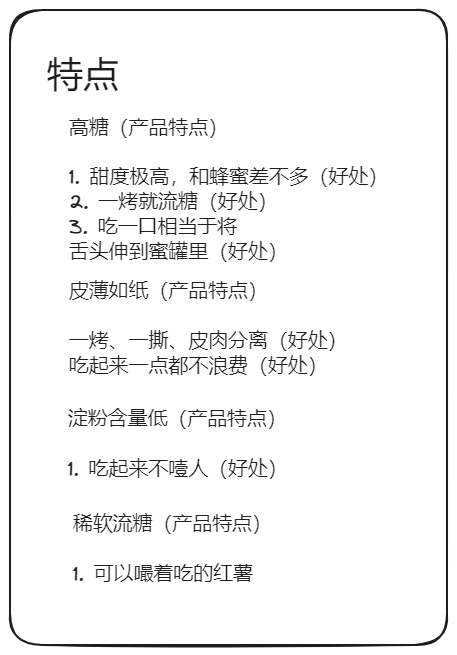 特点
高糖（产品特点）
1. 甜度极高，和蜂蜜差不多（好处）
2. 一烤就流糖（好处）
3. 吃一口相当于将
舌头伸到蜜罐里（好处）
皮薄如纸（产品特点）
一烤、一撕、皮肉分离（好处）
吃起来一点都不浪费（好处）
淀粉含量低（产品特点）
1. 吃起来不噎人（好处）
稀软流糖（产品特点）
1. 可以嘬着吃的红薯